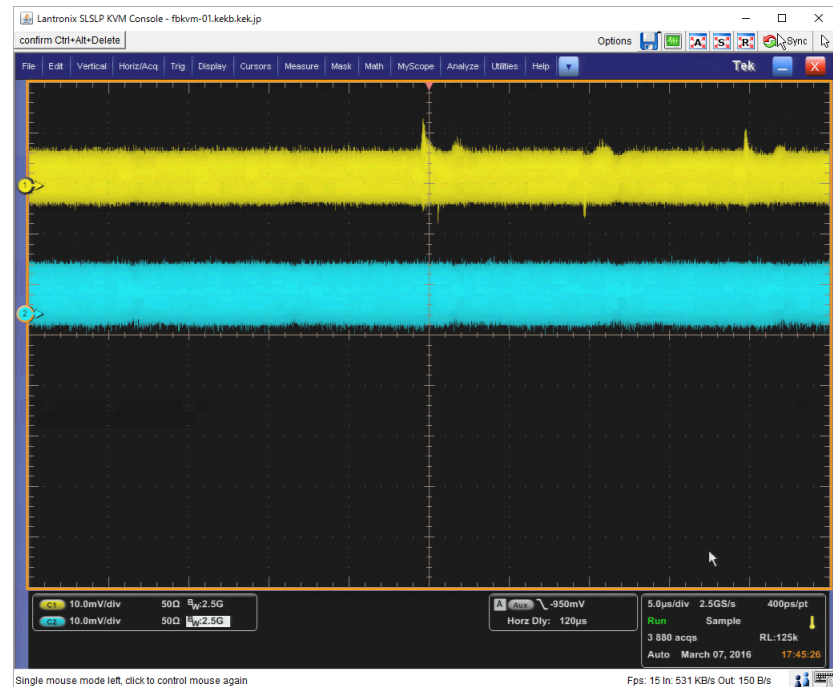 Lantronix SLSLP KVM Console - fbkvm-01.kekb.kek.jp
confirm Ctrl+Alt+Delete Options A S R Sync
File Edit Vertical Horiz/Acq Trig Display Cursors Measure Mask Math MyScope Analyze Utilities Help Tek X
1
2
C1 10.0mV/div 50Ω BW:2.5G
C2 10.0mV/div 50Ω BW:2.5G
A Aux -950mV
Horz Dly: 120µs
5.0µs/div 2.5GS/s 400ps/pt
Run Sample
3 880 acqs RL:125k
Auto March 07, 2016 17:45:26
Single mouse mode left, click to control mouse again Fps: 15 In: 531 KB/s Out: 150 B/s